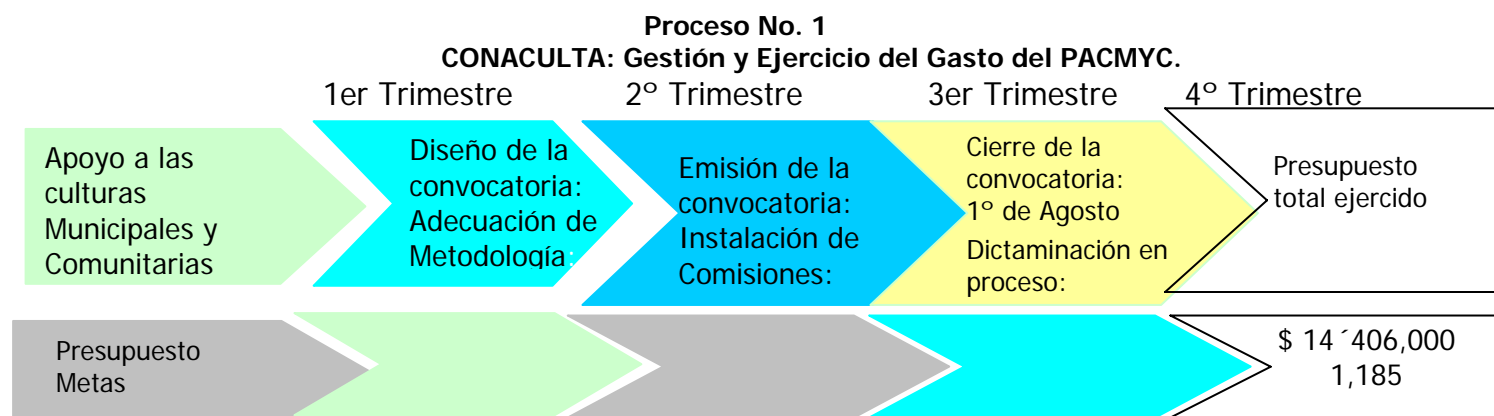 Proceso No. 1
CONACULTA: Gestión y Ejercicio del Gasto del PACMYC.
1er Trimestre
2º Trimestre
3er Trimestre
4º Trimestre
Apoyo a las
culturas
Municipales y
Comunitarias
Diseño de la
convocatoria:
Adecuación de
Metodología:
Emisión de la
convocatoria:
Instalación de
Comisiones:
Cierre de la
convocatoria:
1º de Agosto
Dictaminación en
proceso:
Presupuesto
total ejercido
Presupuesto
Metas
$ 14´406,000
1,185